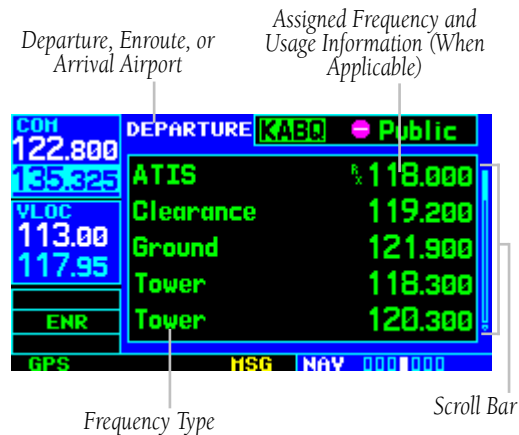 Departure, Enroute, or
Arrival Airport
Assigned Frequency and
Usage Information (When
Applicable)
COM
122.800
135.325
VLOC
113.00
117.95
ENR
DEPARTURE KABQ Public
ATIS Rx 118.000
Clearance 119.200
Ground 121.900
Tower 118.300
Tower 120.300
GPS MSG NAV
Frequency Type
Scroll Bar